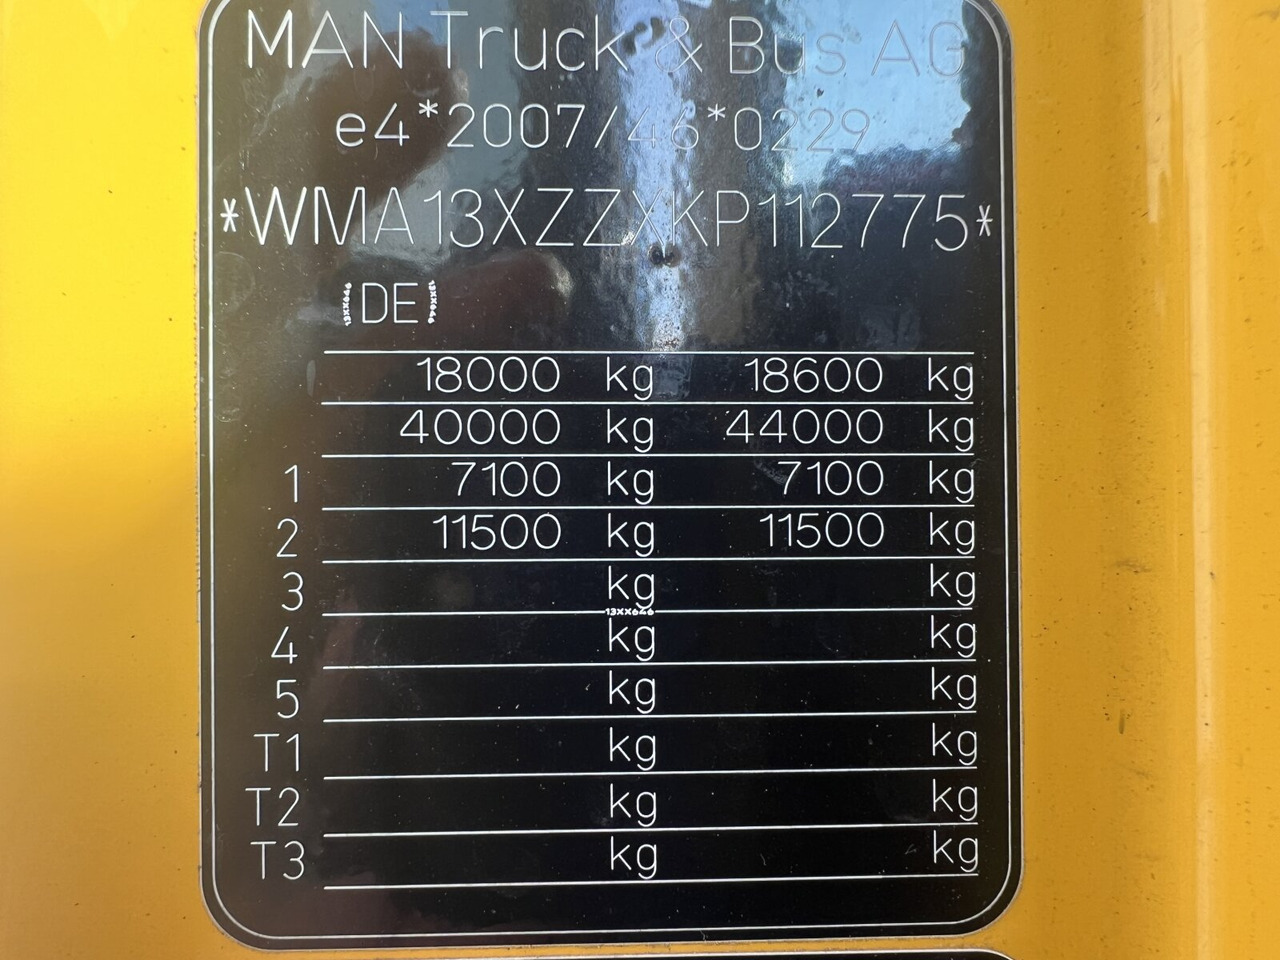 MAN Truck & Bus AG
e4*2007/46*0229
*WMA13XZZXKP112775*
DE
18000 kg 18600 kg
40000 kg 44000 kg
1 7100 kg 7100 kg
2 11500 kg 11500 kg
3 kg kg
13XX646
4 kg kg
5 kg kg
T1 kg kg
T2 kg kg
T3 kg kg